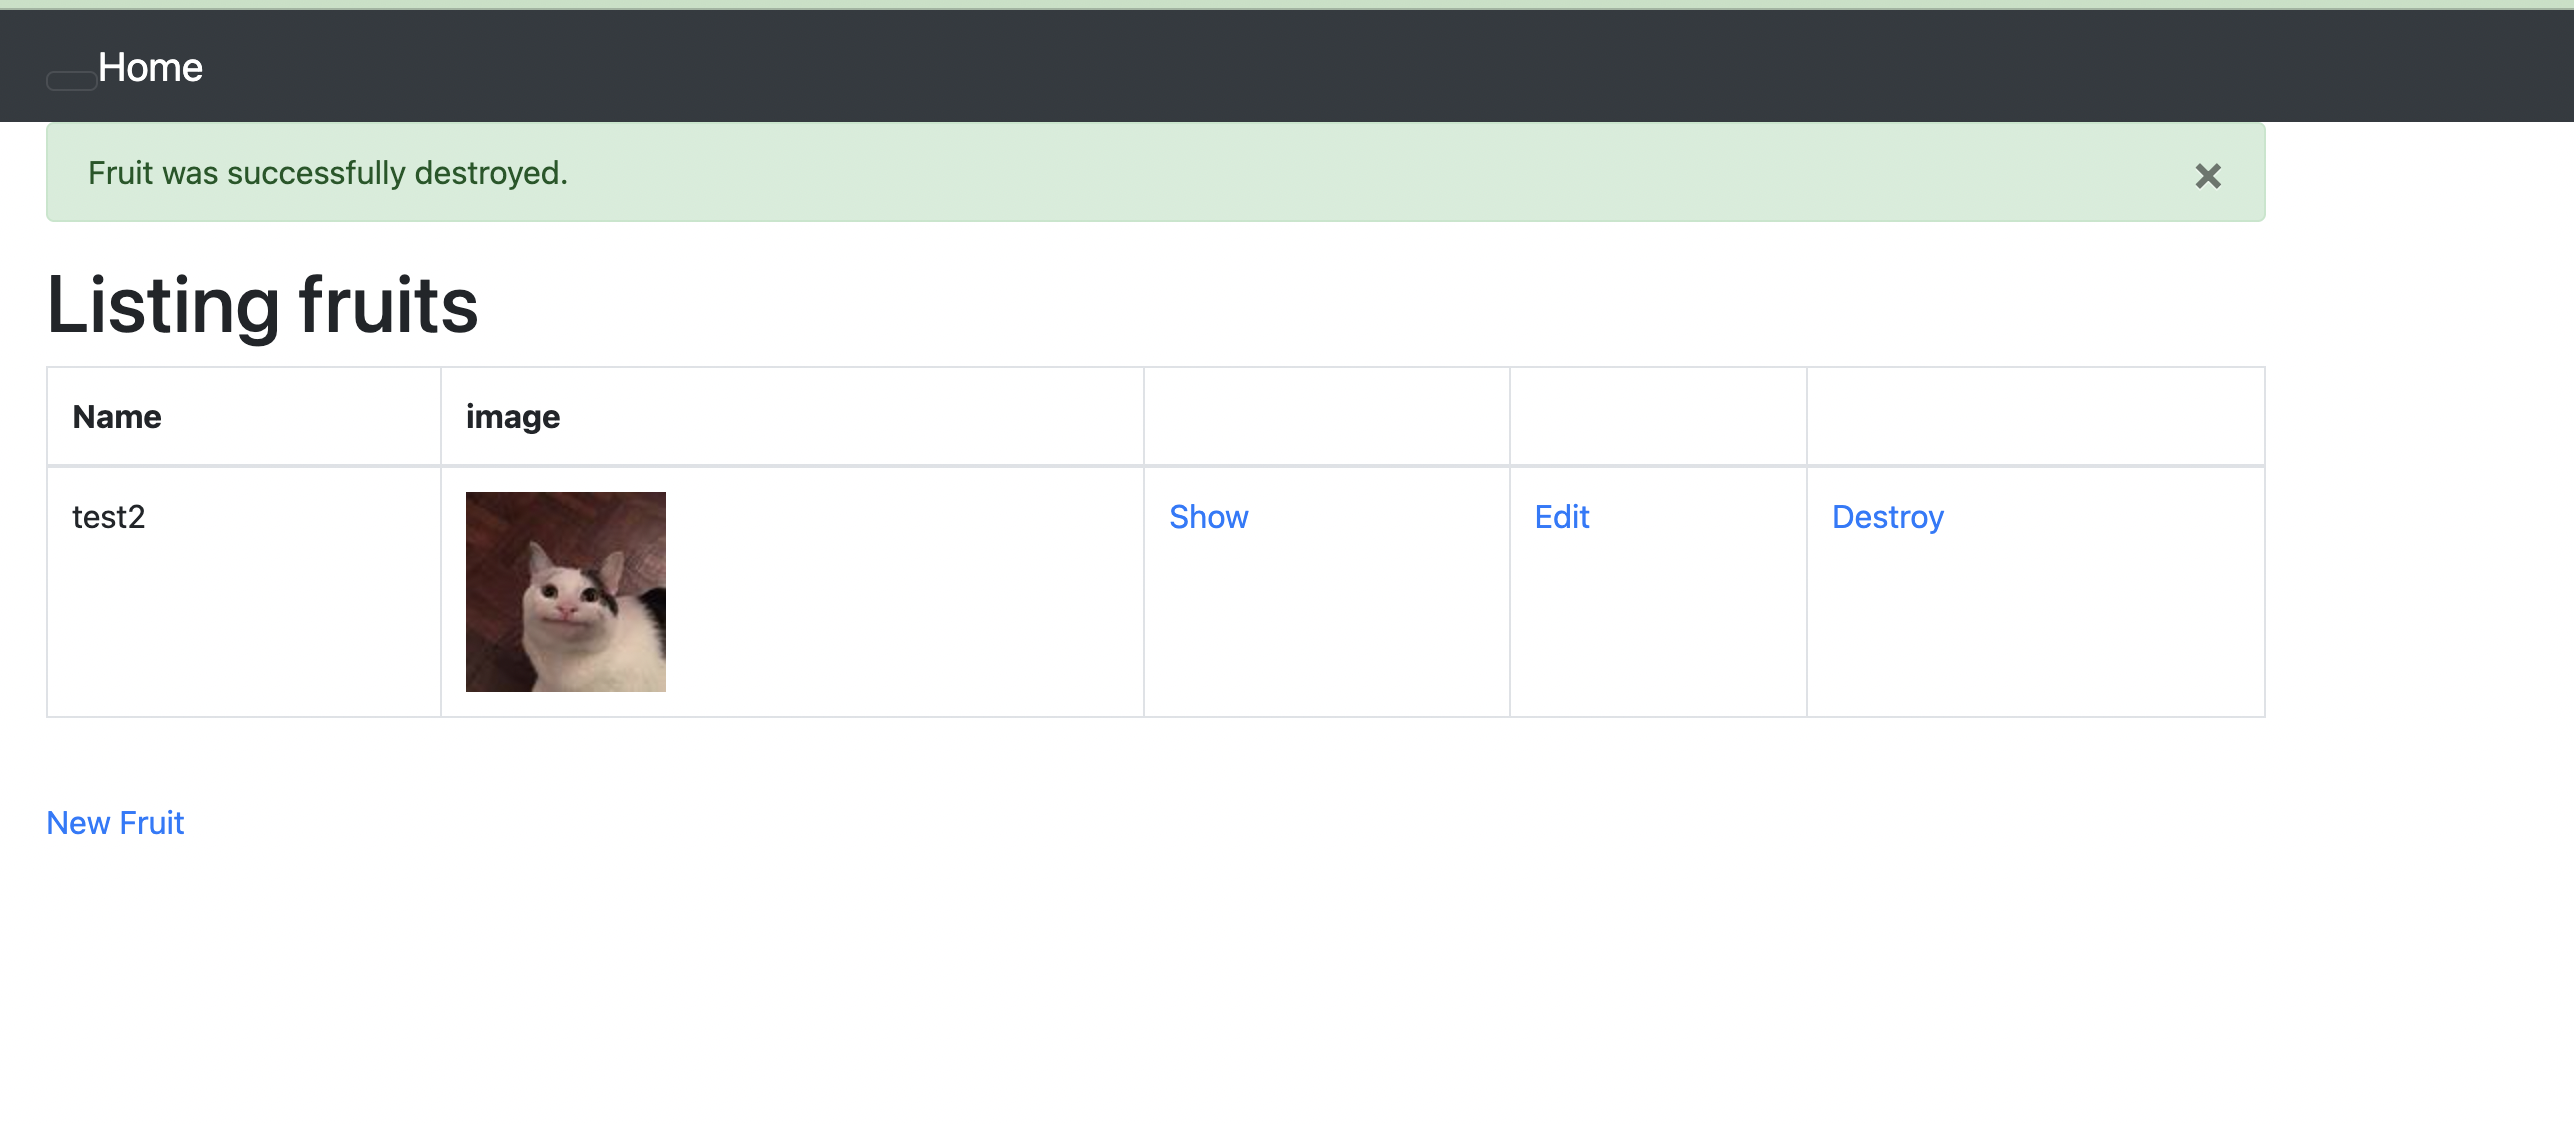 Home
Fruit was successfully destroyed. ×
Listing fruits
Name image
test2 Show Edit Destroy
New Fruit